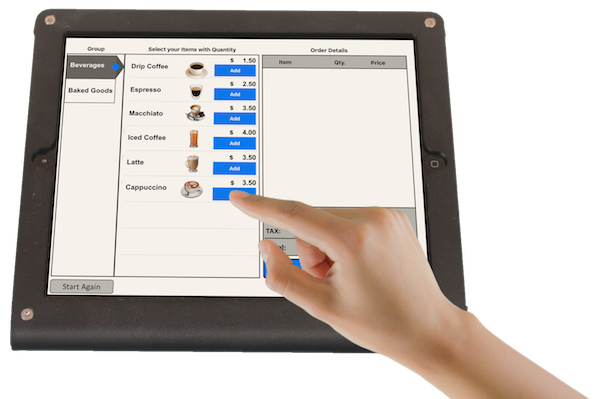 Group
Select your Items with Quantity
Order Details
Beverages
Baked Goods
Drip Coffee
$ 1.50
Add
Espresso
$ 2.50
Add
Macchiato
$ 3.50
Add
Iced Coffee
$ 4.00
Add
Latte
$ 3.50
Add
Cappuccino
$ 3.50
Item Qty. Price
TAX:
Start Again